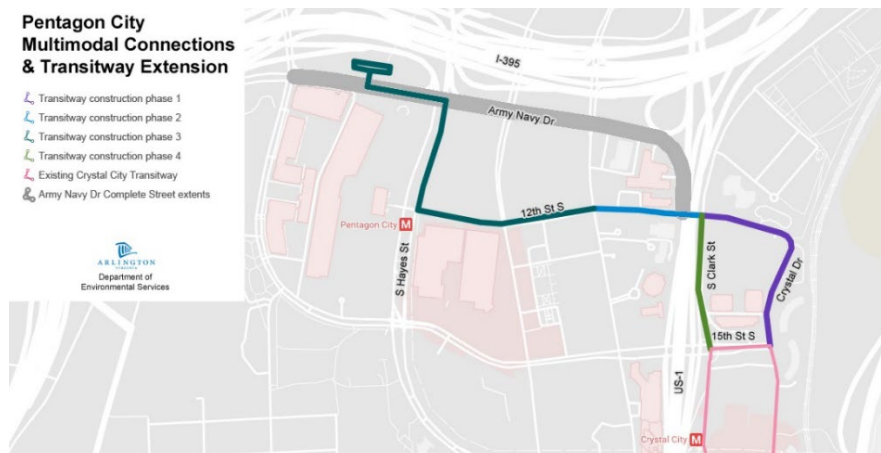 Pentagon City
Multimodal Connections
& Transitway Extension
Transitway construction phase 1
Transitway construction phase 2
Transitway construction phase 3
Transitway construction phase 4
Existing Crystal City Transitway
Army Navy Dr Complete Street extents
ARLINGTON
VIRGINIA
Department of
Environmental Services
I-395
Army Navy Dr
12th St S
Pentagon City M
S Hayes St
S Clark St
Crystal Dr
15th St S
US-1
Crystal City M